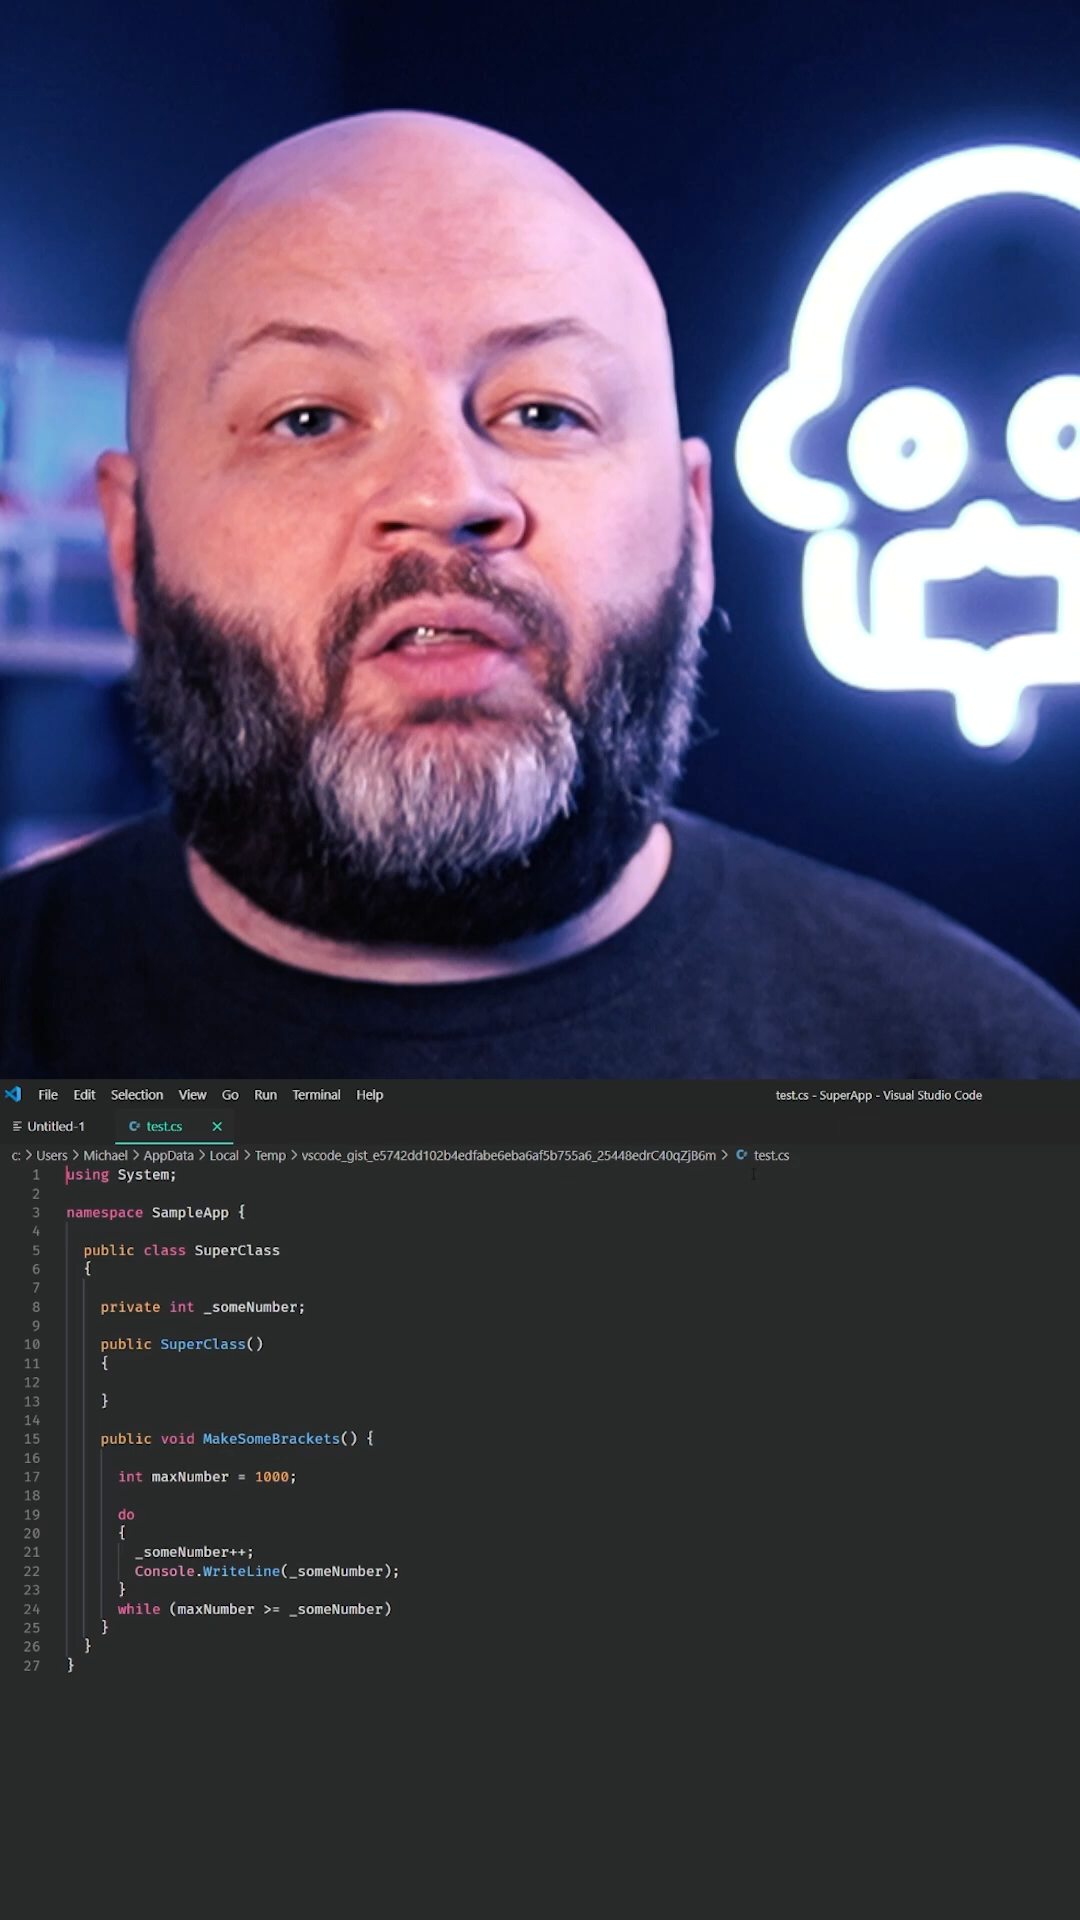 File Edit Selection View Go Run Terminal Help test.cs - SuperApp - Visual Studio Code
Untitled-1 test.cs
c: > Users > Michael > AppData > Local > Temp > vscode_gist_e5742dd102b4edfabe6eba6af5b755a6_25448edrC40qZjB6m > test.cs
1 using System;
2
3 namespace SampleApp {
4
5 public class SuperClass
6 {
7
8 private int _someNumber;
9
10 public SuperClass()
11 {
12
13 }
14
15 public void MakeSomeBrackets() {
16
17 int maxNumber = 1000;
18
19 do
20 {
21 _someNumber++;
22 Console.WriteLine(_someNumber);
23 }
24 while (maxNumber >= _someNumber)
25 }
26 }
27 }